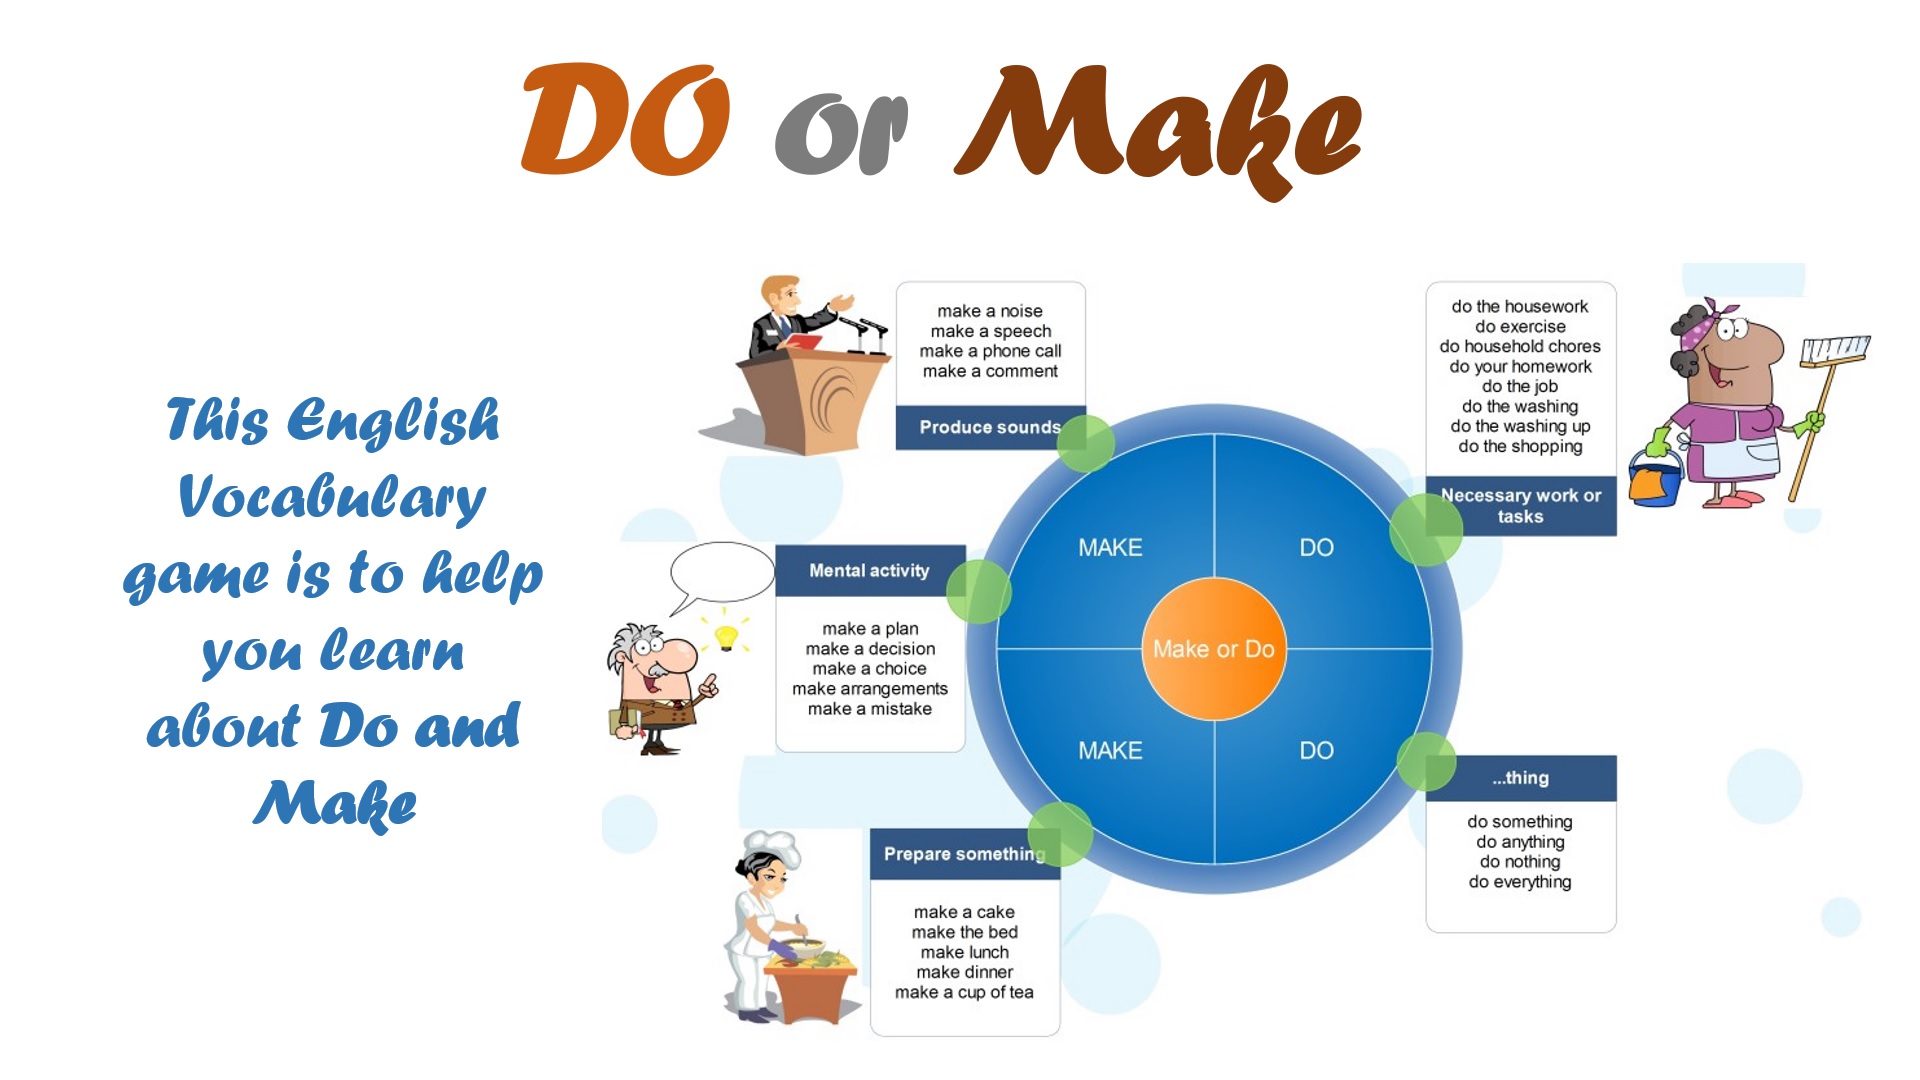 DO or Make
This English
Vocabulary
game is to help
you learn
about Do and
Make
make a noise
make a speech
make a phone call
make a comment
Produce sounds
Mental activity
make a plan
make a decision
make a choice
make arrangements
make a mistake
Prepare something
make a cake
make the bed
make lunch
make dinner
make a cup of tea
MAKE
DO
Make or Do
MAKE
DO
do the housework
do exercise
do household chores
do your homework
do the job
do the washing
do the washing up
do the shopping
Necessary work or
tasks
...thing
do something
do anything
do nothing
do everything